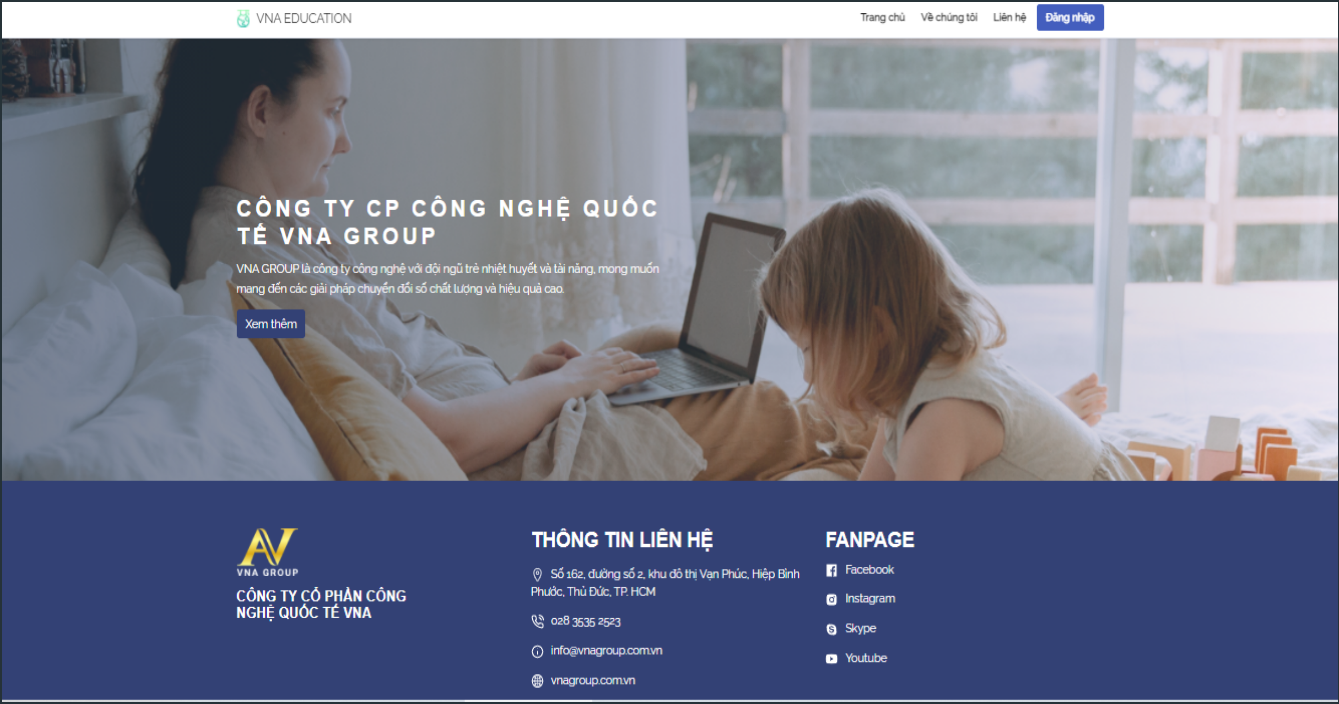 VNA EDUCATION
Trang chủ Về chúng tôi Liên hệ Đăng nhập
CÔNG TY CP CÔNG NGHỆ QUỐC
TẾ VNA GROUP
VNA GROUP là công ty công nghệ với đội ngũ trẻ nhiệt huyết và tài năng, mong muốn
mang đến các giải pháp chuyển đổi số chất lượng và hiệu quả cao.
Xem thêm
AV
VNA GROUP
CÔNG TY CỔ PHẦN CÔNG
NGHỆ QUỐC TẾ VNA
THÔNG TIN LIÊN HỆ
Số 162, đường số 2, khu đô thị Vạn Phúc, Hiệp Bình
Phước, Thủ Đức, TP. HCM
028 3535 2523
info@vnagroup.com.vn
vnagroup.com.vn
FANPAGE
Facebook
Instagram
Skype
Youtube